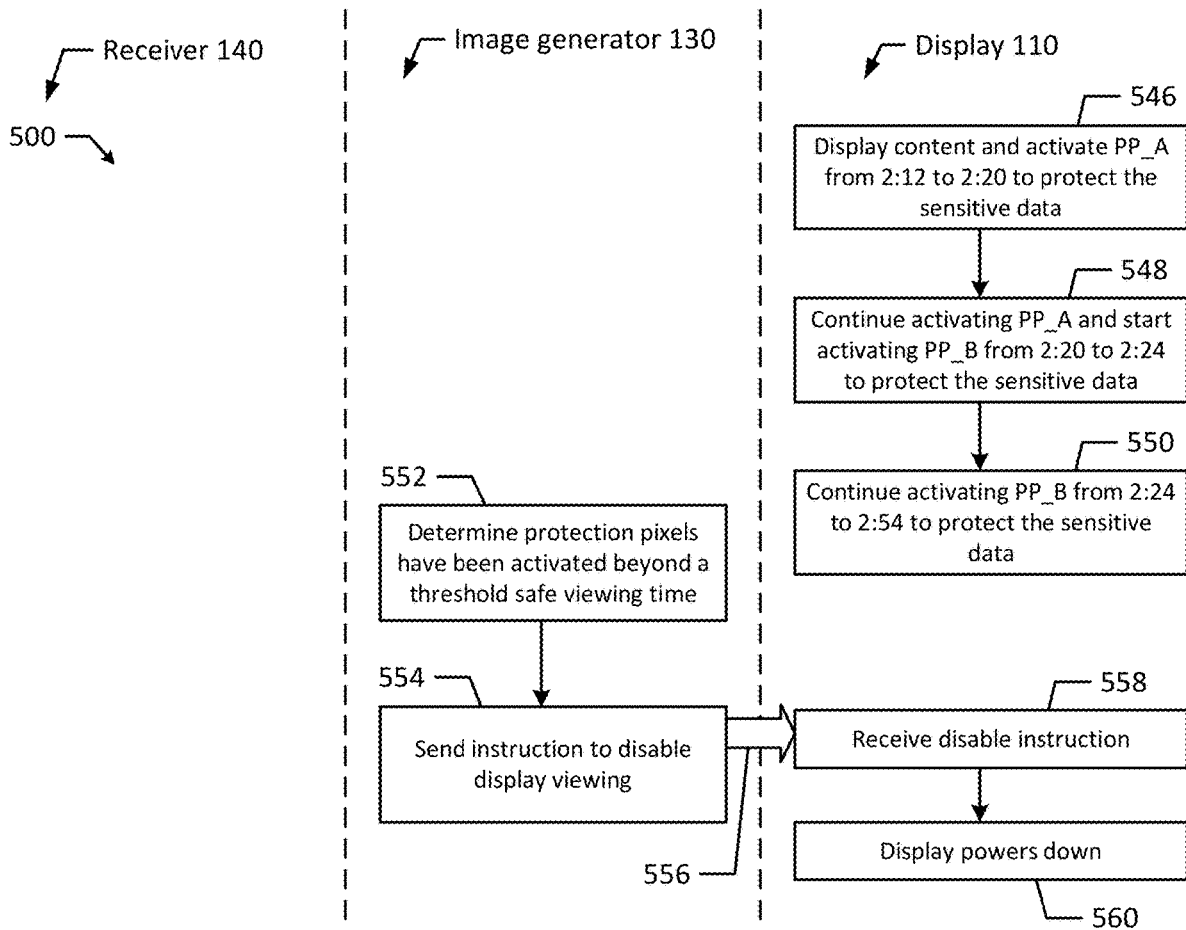 Receiver 140
Image generator 130
Display 110
500
546
Display content and activate PP_A
from 2:12 to 2:20 to protect the
sensitive data
548
Continue activating PP_A and start
activating PP_B from 2:20 to 2:24
to protect the sensitive data
550
Continue activating PP_B from 2:24
to 2:54 to protect the sensitive
data
552
Determine protection pixels
have been activated beyond a
threshold safe viewing time
554
Send instruction to disable
display viewing
556
558
Receive disable instruction
Display powers down
560